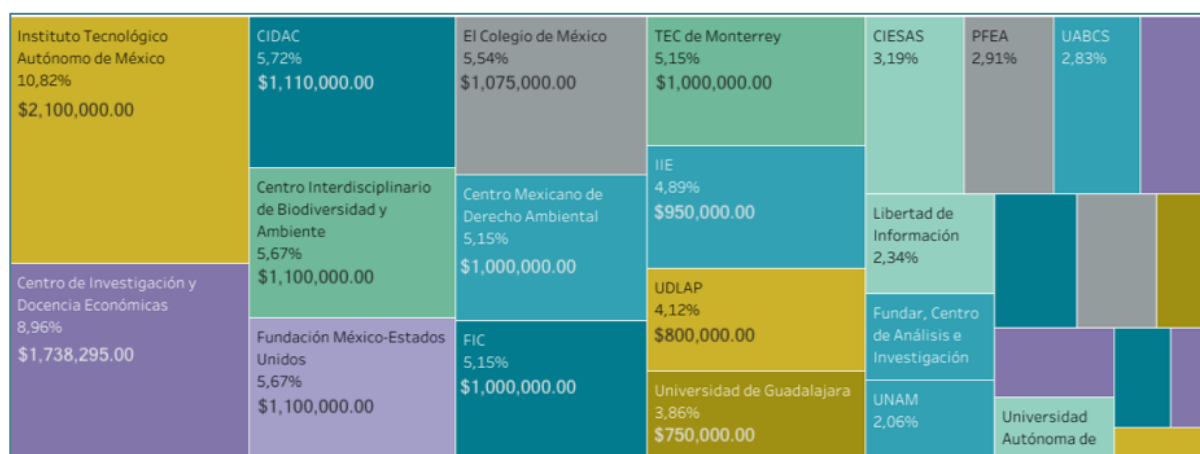 Instituto Tecnológico
Autónomo de México
10,82%
$2,100,000.00
Centro de Investigación y
Docencia Económicas
8,96%
$1,738,295.00
CIDAC
5,72%
$1,110,000.00
Centro Interdisciplinario
de Biodiversidad y
Ambiente
5,67%
$1,100,000.00
Fundación México-Estados
Unidos
5,67%
$1,100,000.00
El Colegio de México
5,54%
$1,075,000.00
Centro Mexicano de
Derecho Ambiental
5,15%
$1,000,000.00
FIC
5,15%
$1,000,000.00
TEC de Monterrey
5,15%
$1,000,000.00
IIE
4,89%
$950,000.00
UDLAP
4,12%
$800,000.00
Universidad de Guadalajara
3,86%
$750,000.00
CIESAS
3,19%
PFEA
2,91%
UABCS
2,83%
Libertad de
Información
2,34%
Fundar, Centro
de Análisis e
Investigación
UNAM
2,06%
Universidad
Autónoma de